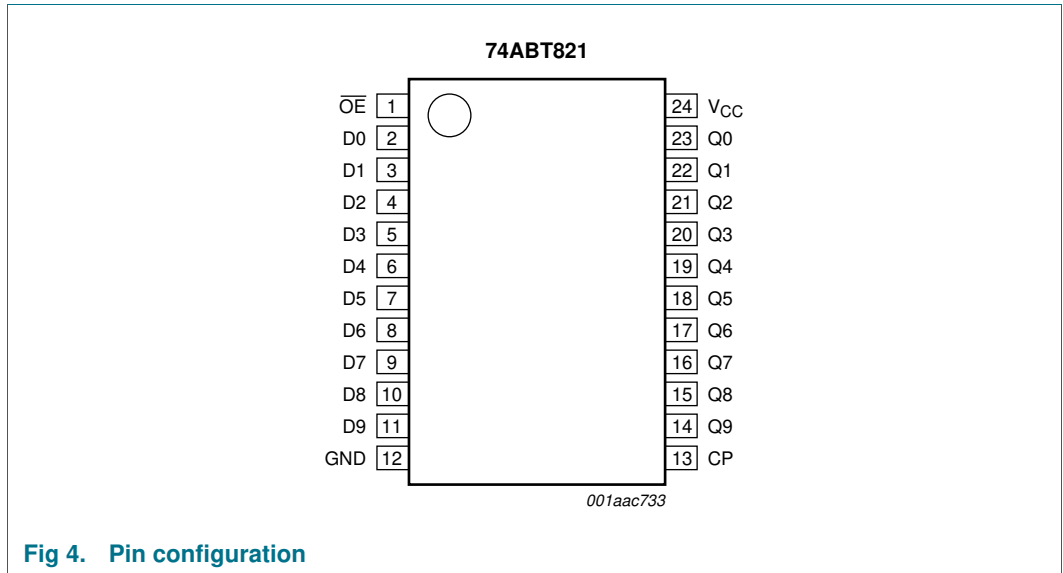 74ABT821
OE 1 24 VCC
D0 2 23 Q0
D1 3 22 Q1
D2 4 21 Q2
D3 5 20 Q3
D4 6 19 Q4
D5 7 18 Q5
D6 8 17 Q6
D7 9 16 Q7
D8 10 15 Q8
D9 11 14 Q9
GND 12 13 CP
001aac733
Fig 4. Pin configuration